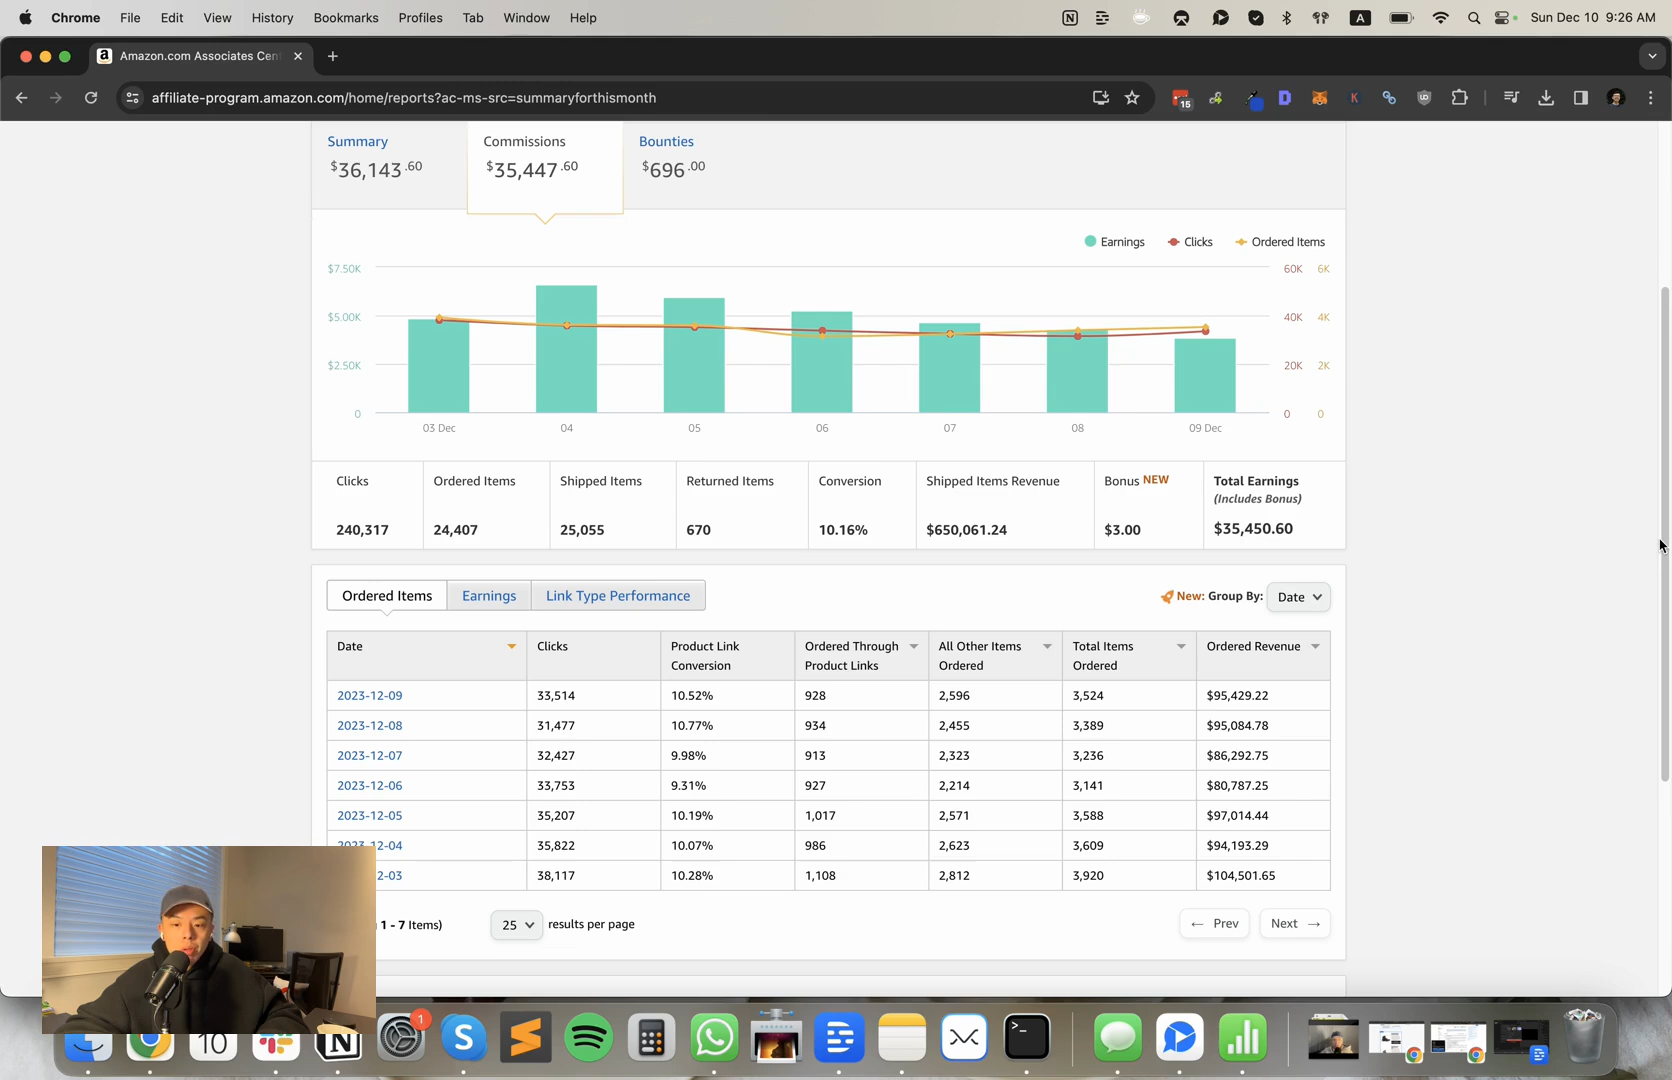 Chrome File Edit View History Bookmarks Profiles Tab Window Help A Sun Dec 10 9:26 AM
Amazon.com Associates Cen
affiliate-program.amazon.com/home/reports?ac-ms-src=summaryforthismonth 15 K
Summary Commissions Bounties
$36,143.60 $35,447.60 $696.00
Earnings Clicks Ordered Items
$7.50K 60K 6K
$5.00K 40K 4K
$2.50K 20K 2K
0 0 0
03 Dec 04 05 06 07 08 09 Dec
Clicks Ordered Items Shipped Items Returned Items Conversion Shipped Items Revenue Bonus NEW Total Earnings
(Includes Bonus)
240,317 24,407 25,055 670 10.16% $650,061.24 $3.00 $35,450.60
Ordered Items Earnings Link Type Performance New: Group By: Date
Date Clicks Product Link Conversion Ordered Through Product Links All Other Items Ordered Total Items Ordered Ordered Revenue
2023-12-09 33,514 10.52% 928 2,596 3,524 $95,429.22
2023-12-08 31,477 10.77% 934 2,455 3,389 $95,084.78
2023-12-07 32,427 9.98% 913 2,323 3,236 $86,292.75
2023-12-06 33,753 9.31% 927 2,214 3,141 $80,787.25
2023-12-05 35,207 10.19% 1,017 2,571 3,588 $97,014.44
2023-12-04 35,822 10.07% 986 2,623 3,609 $94,193.29
2-03 38,117 10.28% 1,108 2,812 3,920 $104,501.65
1 - 7 Items) 25 results per page ← Prev Next →
1
10